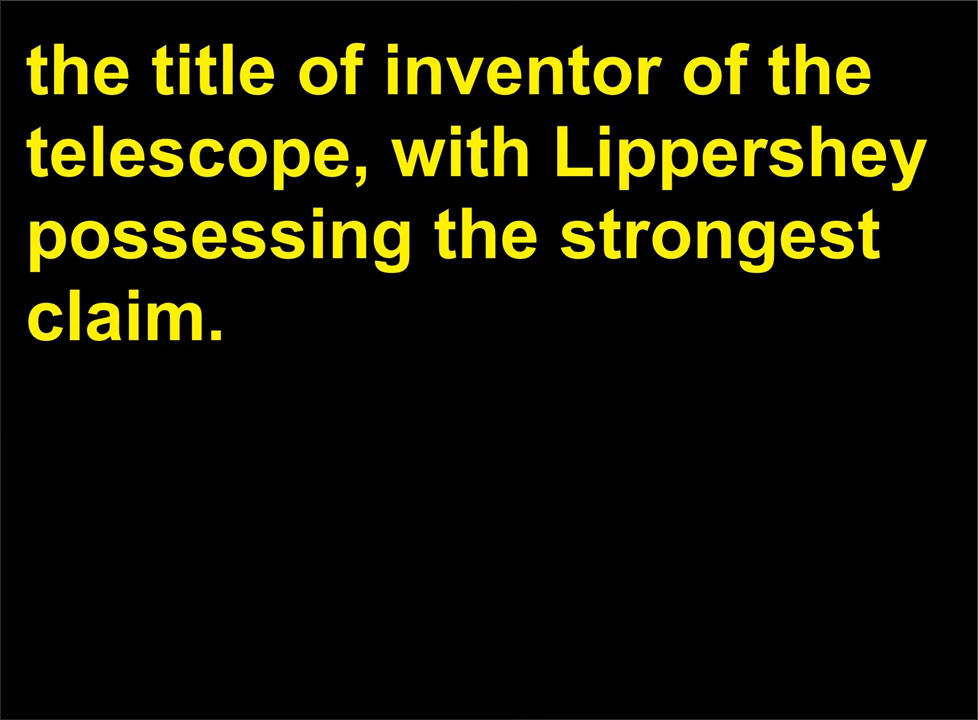 the title of inventor of the
telescope, with Lippershey
possessing the strongest
claim.